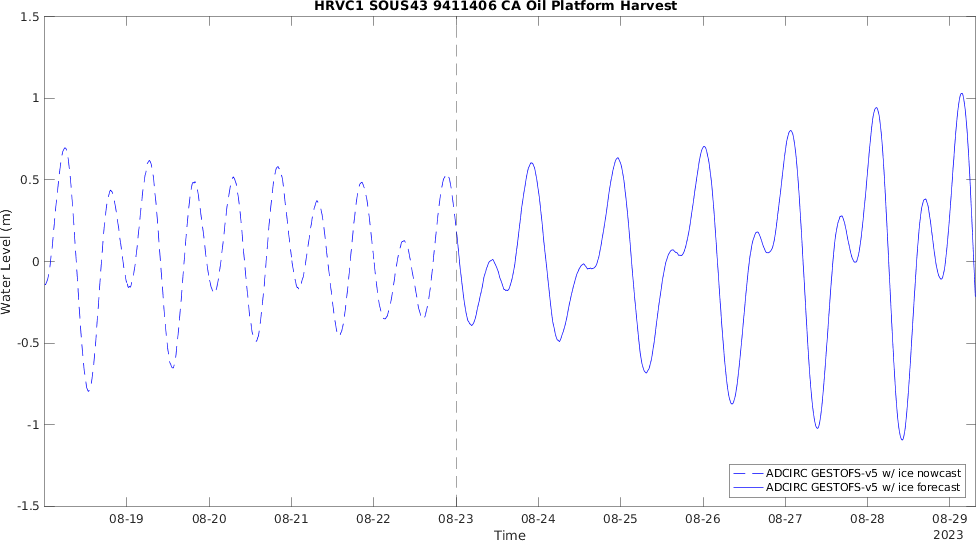 HRVC1 SOUS43 9411406 CA Oil Platform Harvest
1.5
1
0.5
0
-0.5
-1
-1.5
Water Level (m)
ADCIRC GESTOFS-v5 w/ ice nowcast
ADCIRC GESTOFS-v5 w/ ice forecast
08-19 08-20 08-21 08-22 08-23 08-24 08-25 08-26 08-27 08-28 08-29
Time 2023